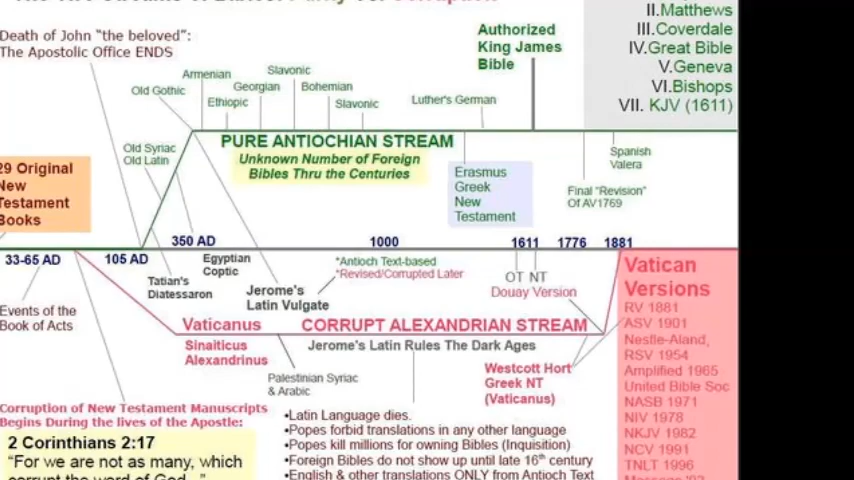 Death of John "the beloved":
The Apostolic Office ENDS
Authorized
King James
Bible
II.Matthews
III.Coverdale
IV.Great Bible
V.Geneva
VI.Bishops
VII. KJV (1611)
Armenian
Slavonic
Georgian
Bohemian
Old Gothic
Ethiopic
Slavonic
Luther's German
PURE ANTIOCHIAN STREAM
Unknown Number of Foreign
Bibles Thru the Centuries
Old Syriac
Old Latin
Erasmus
Greek
New
Testament
Spanish
Valera
Final "Revision"
Of AV1769
29 Original
New
Testament
Books
33-65 AD
105 AD
350 AD
1000
1611
1776
1881
Egyptian
Coptic
Tatian's
Diatessaron
Jerome's
Latin Vulgate
*Antioch Text-based
*Revised/Corrupted Later
OT NT
Douay Version
Events of the
Book of Acts
Vaticanus
CORRUPT ALEXANDRIAN STREAM
Sinaiticus
Alexandrinus
Jerome's Latin Rules The Dark Ages
Palestinian Syriac
& Arabic
Westcott Hort
Greek NT
(Vaticanus)
Vatican
Versions
RV 1881
ASV 1901
Nestle-Aland,
RSV 1954
Amplified 1965
United Bible Soc
NASB 1971
NIV 1978
NKJV 1982
NCV 1991
TNLT 1996
Corruption of New Testament Manuscripts
Begins During the lives of the Apostle:
2 Corinthians 2:17
"For we are not as many, which
corrupt the word of God..."
•Latin Language dies.
•Popes forbid translations in any other language
•Popes kill millions for owning Bibles (Inquisition)
•Foreign Bibles do not show up until late 16th century
•English & other translations ONLY from Antioch Text